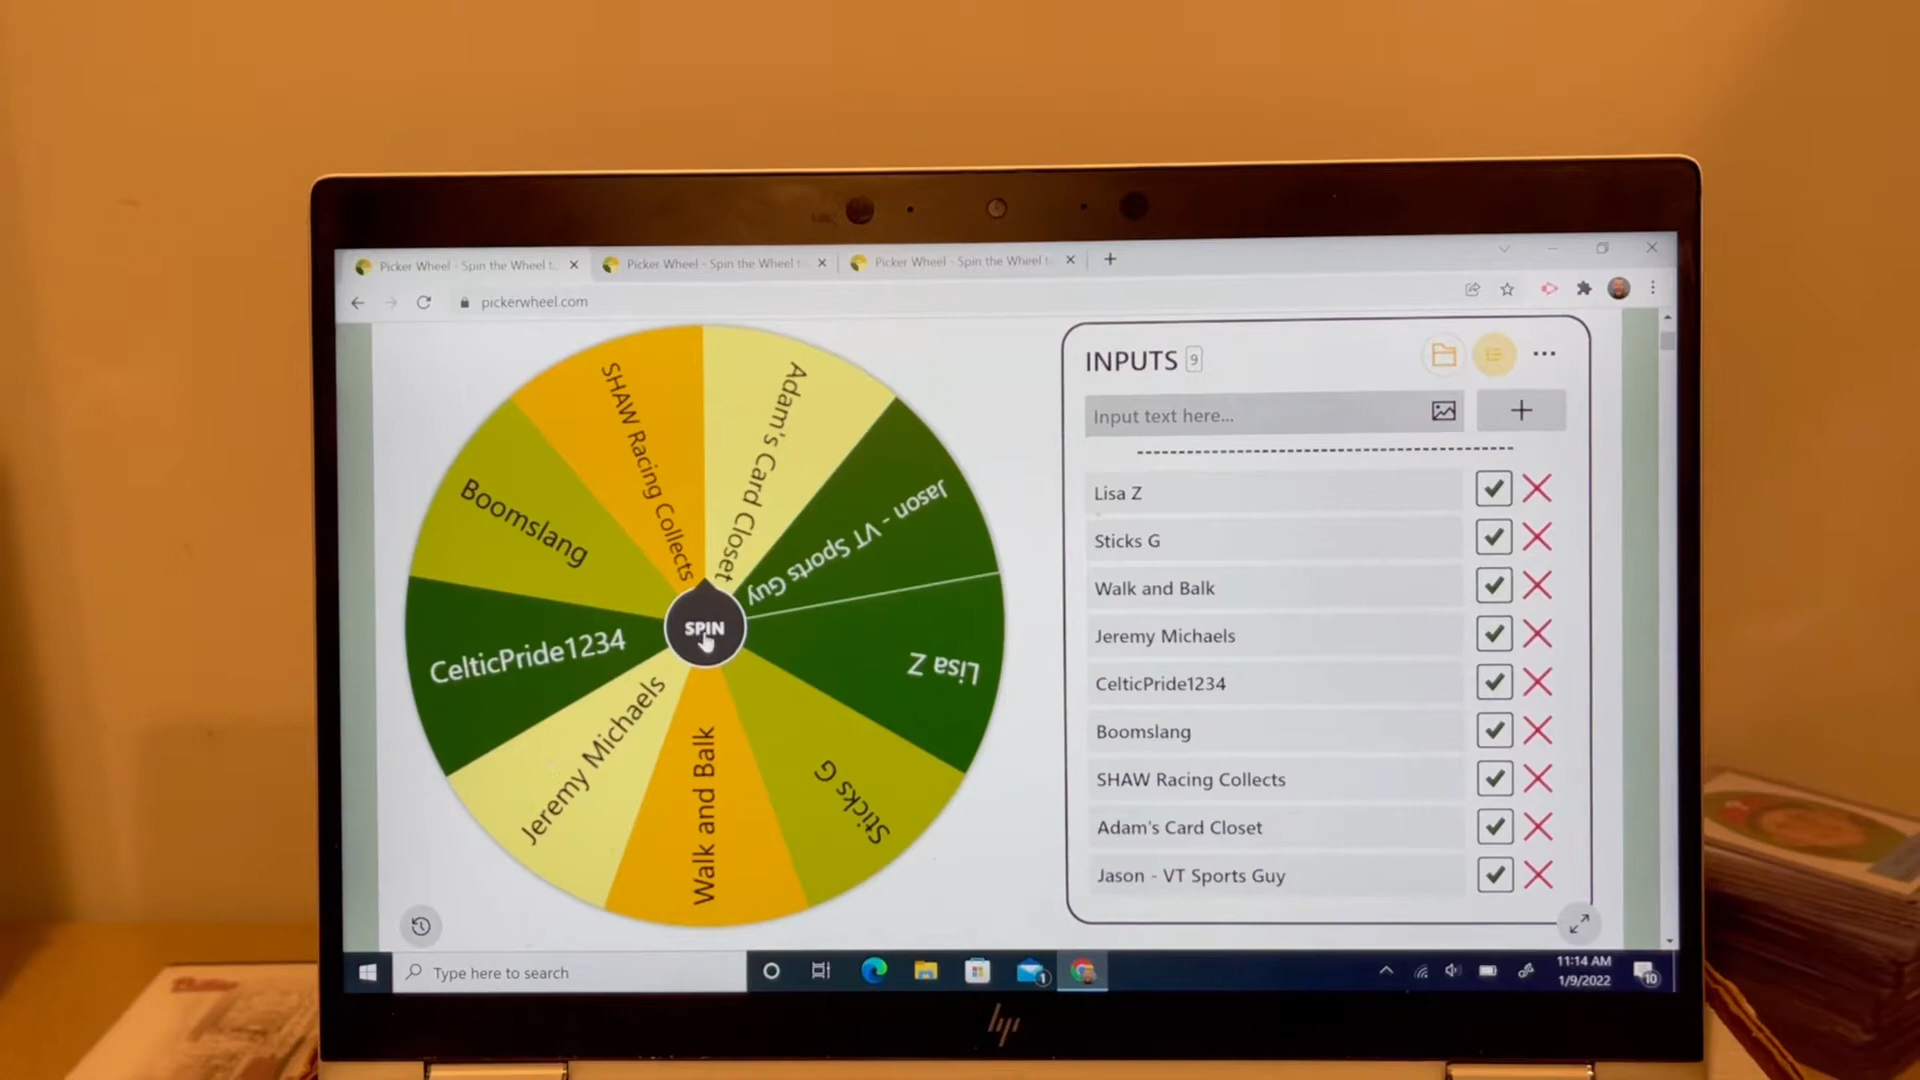 Picker Wheel - Spin the Wheel t
Picker Wheel - Spin the Wheel t
Picker Wheel - Spin the Wheel t
pickerwheel.com
SHAW Racing Collects
Adam's Card Closet
Boomslang
Jason - VT Sports Guy
SPIN
CelticPride1234
Lisa Z
Jeremy Michaels
Walk and Balk
Sticks G
INPUTS 9
Input text here...
Lisa Z
Sticks G
Walk and Balk
Jeremy Michaels
CelticPride1234
Boomslang
SHAW Racing Collects
Adam's Card Closet
Jason - VT Sports Guy
Type here to search
1
11:14 AM
1/9/2022
10
hp